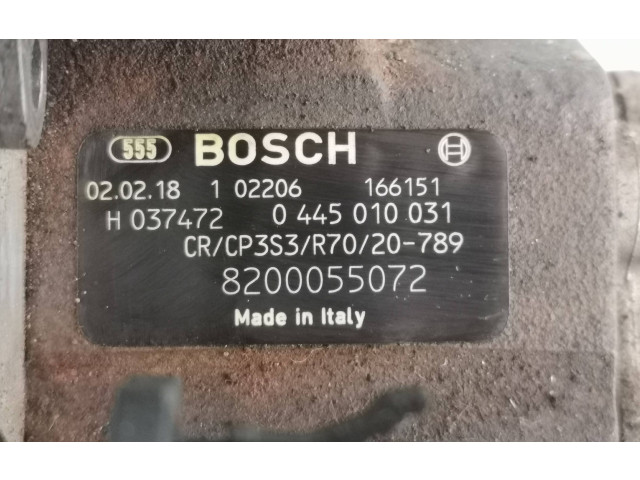 555 BOSCH H
02.02.18 1 02206 166151
H 037472 0 445 010 031
CR/CP3S3/R70/20-789
8200055072
Made in Italy